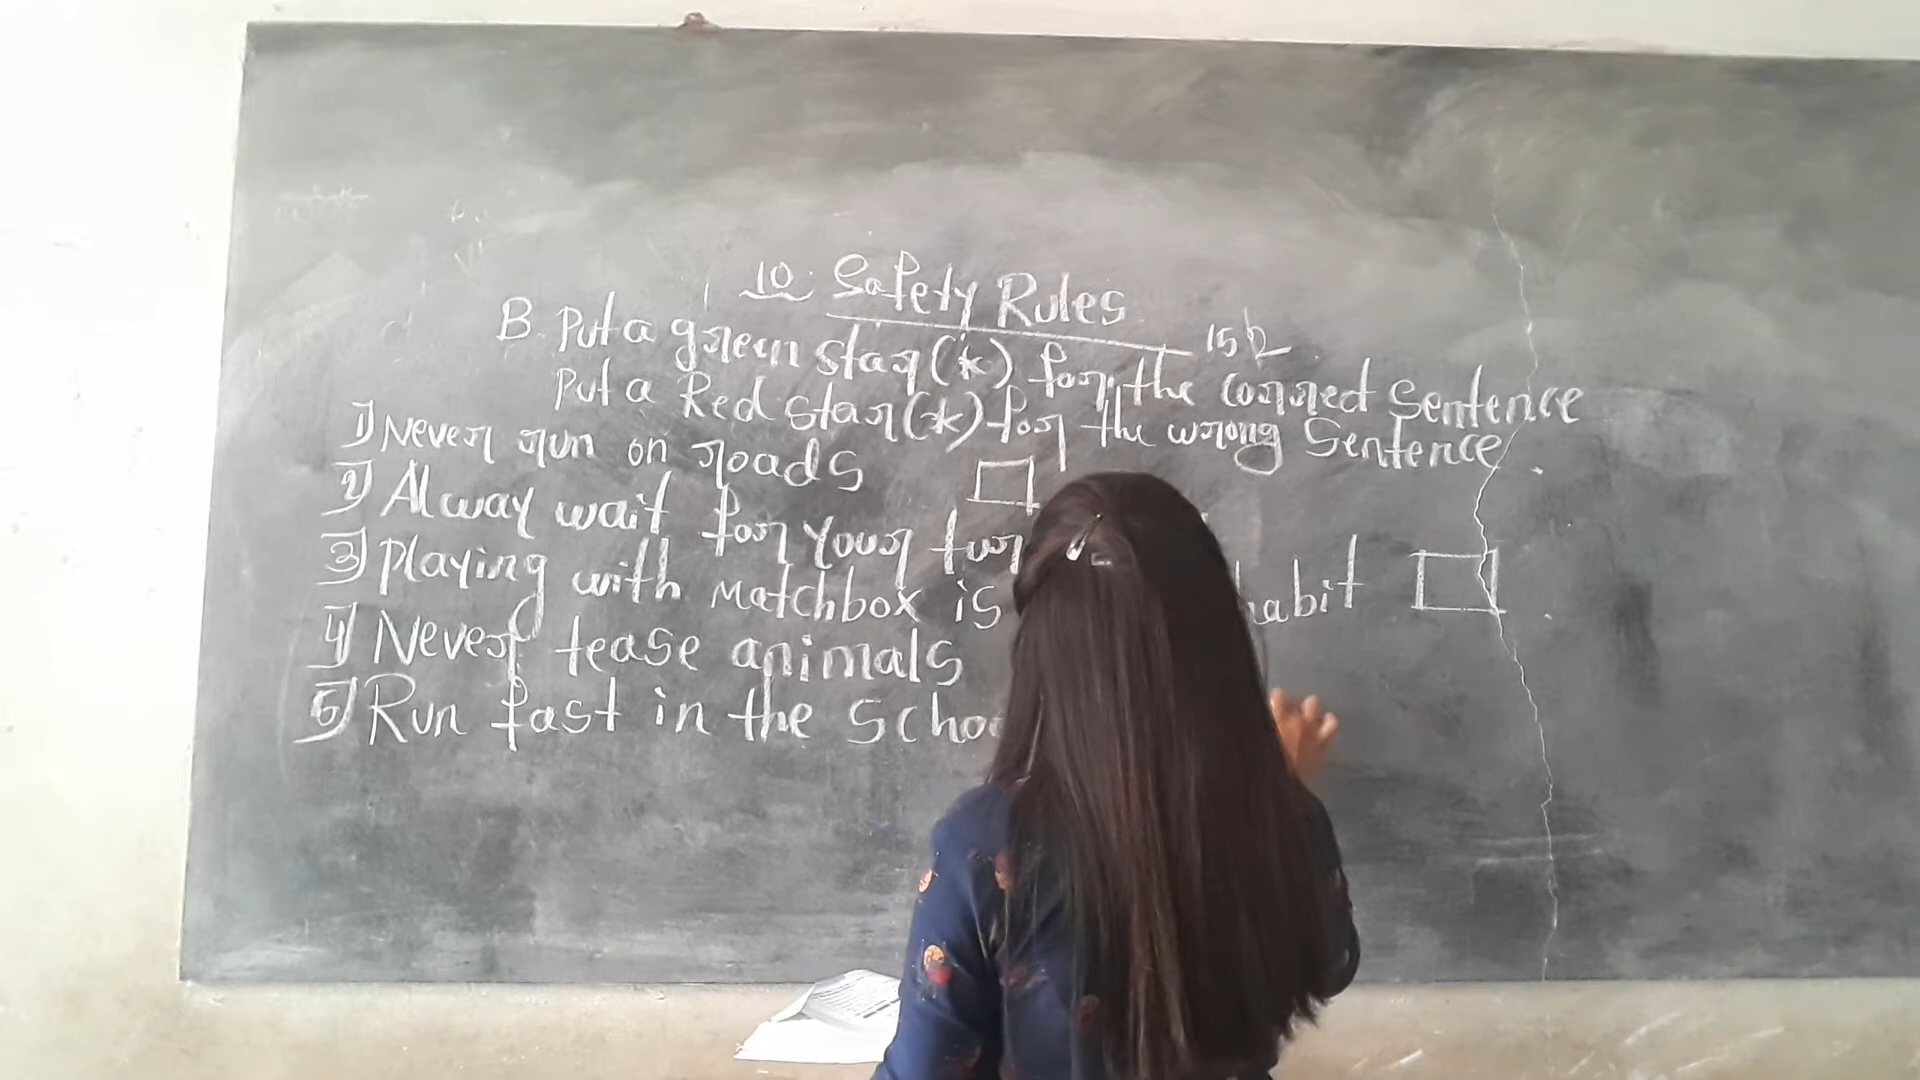 10. Safety Rules
B. Put a green star (*) for the correct Sentence
Put a Red star (*) for the wrong Sentence
1) Never run on roads
2) Alway wait for your tur
3) playing with Matchbox is habit
4) Never tease animals
5) Run fast in the Schoo